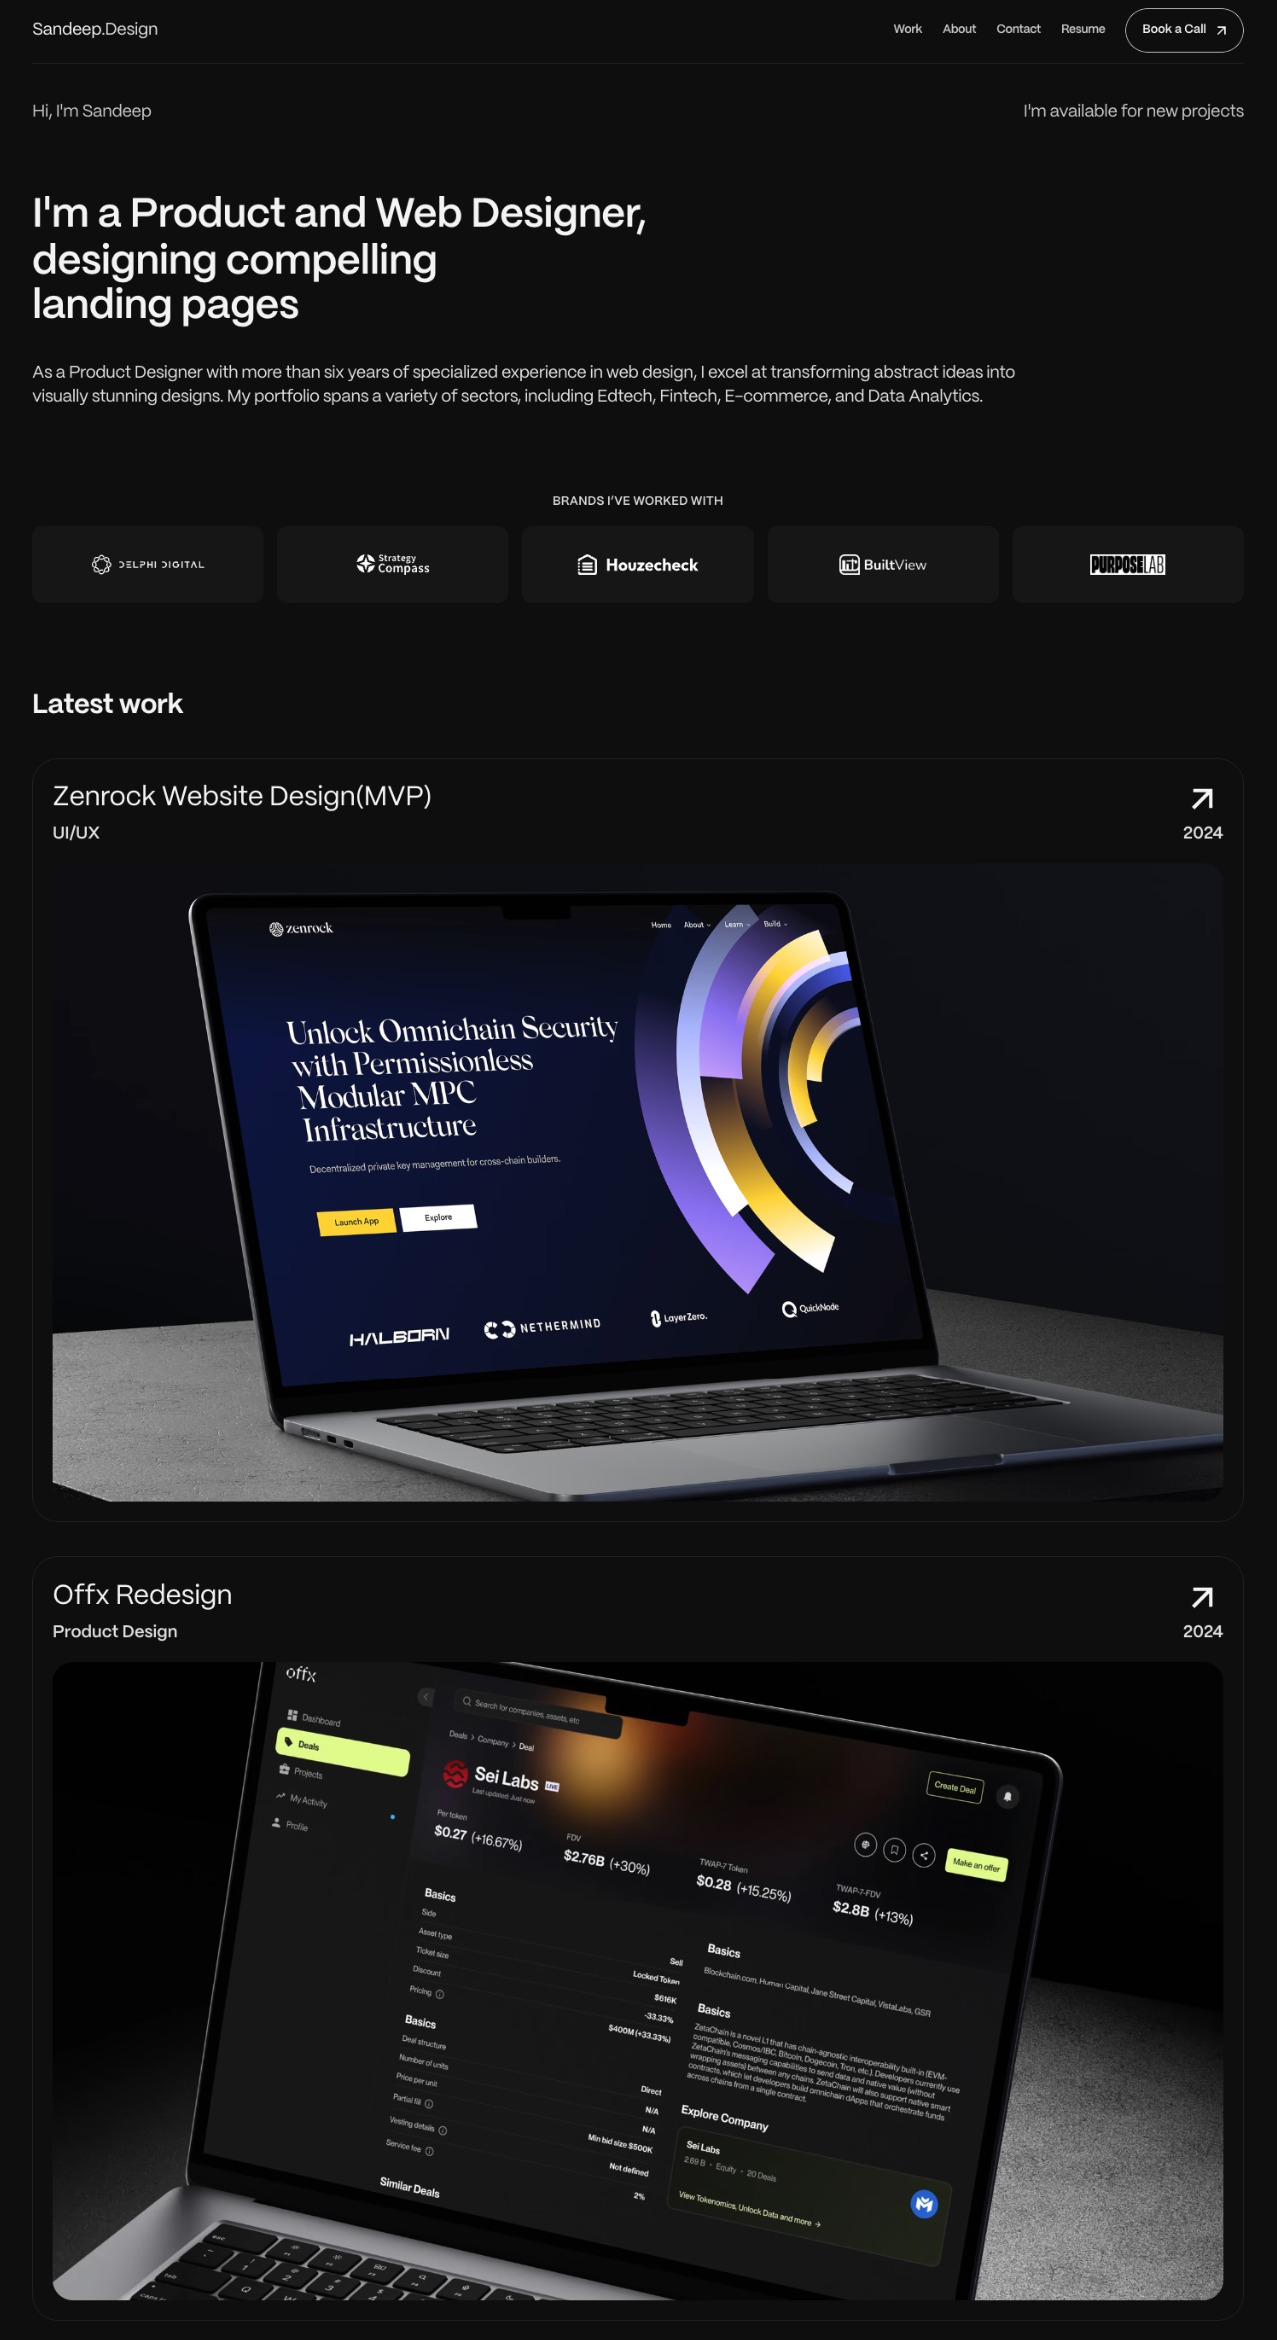 Sandeep.Design
Work About Contact Resume Book a Call
Hi, I'm Sandeep
I'm available for new projects
I'm a Product and Web Designer,
designing compelling
landing pages
As a Product Designer with more than six years of specialized experience in web design, I excel at transforming abstract ideas into
visually stunning designs. My portfolio spans a variety of sectors, including Edtech, Fintech, E-commerce, and Data Analytics.
BRANDS I'VE WORKED WITH
DELPHI DIGITAL
Strategy
Compass
Houzecheck
BuiltView
PURPOSELAB
Latest work
Zenrock Website Design(MVP)
UI/UX
2024
zenrock
Home About Learn Build
Unlock Omnichain Security
with Permissionless
Modular MPC
Infrastructure
Decentralized private key management for cross-chain builders.
Launch App Explore
HALBORN NETHERMIND LayerZero. QuickNode
Offx Redesign
Product Design
2024
offx
Dashboard
Deals
Projects
My Activity
Profile
Search for companies, assets, etc
Deals > Company > Deal
Sei Labs LIVE
Last updated: Just now
Create Deal
Make an offer
Per token
$0.27 (+16.67%)
FDV
$2.76B (+30%)
TWAP-7 Token
$0.28 (+15.25%)
TWAP-7-FDV
$2.8B (+13%)
Basics
Side Sell
Asset type Locked Token
Ticket size $616K
Discount -33.33%
Pricing $400M (+33.33%)
Basics
Deal structure Direct
Number of units N/A
Price per unit N/A
Partial fill Min bid size $500K
Vesting details Not defined
Service fee 2%
Similar Deals
Basics
Blockchain.com, Human Capital, Jane Street Capital, VistaLabs, GSR
Basics
ZetaChain is a novel L1 that has chain-agnostic interoperability built-in (EVM-
compatible, Cosmos/IBC, Bitcoin, Dogecoin, Tron, etc.). Developers currently use
ZetaChain's messaging capabilities to send data and native value (without
wrapping assets) between any chains. ZetaChain will also support native smart
contracts, which let developers build omnichain dApps that orchestrate funds
across chains from a single contract.
Explore Company
Sei Labs
2.69 B • Equity • 20 Deals
View Tokenomics, Unlock Data and more →
esc
Q